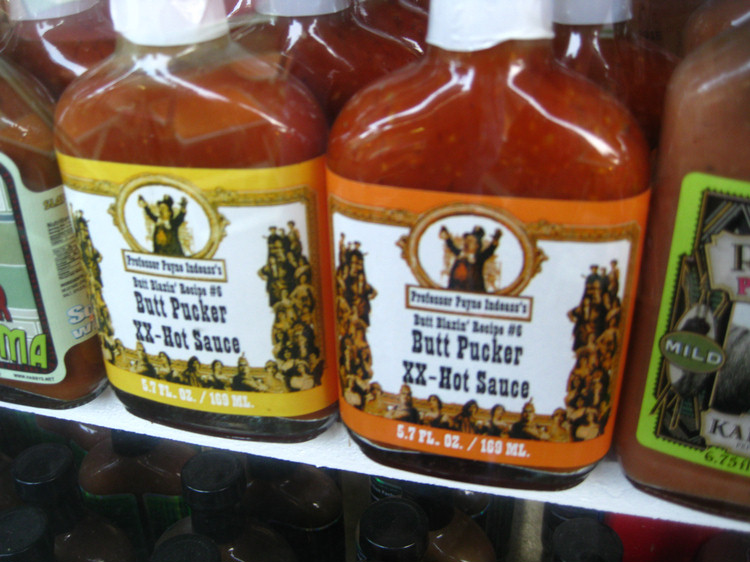 Professor Payne Indeass's
Butt Blazin' Recipe #6
Butt Pucker
XX-Hot Sauce
5.7 FL. OZ. / 169 ML.
Professor Payne Indeass's
Butt Blazin' Recipe #6
Butt Pucker
XX-Hot Sauce
5.7 FL. OZ. / 169 ML.
MILD